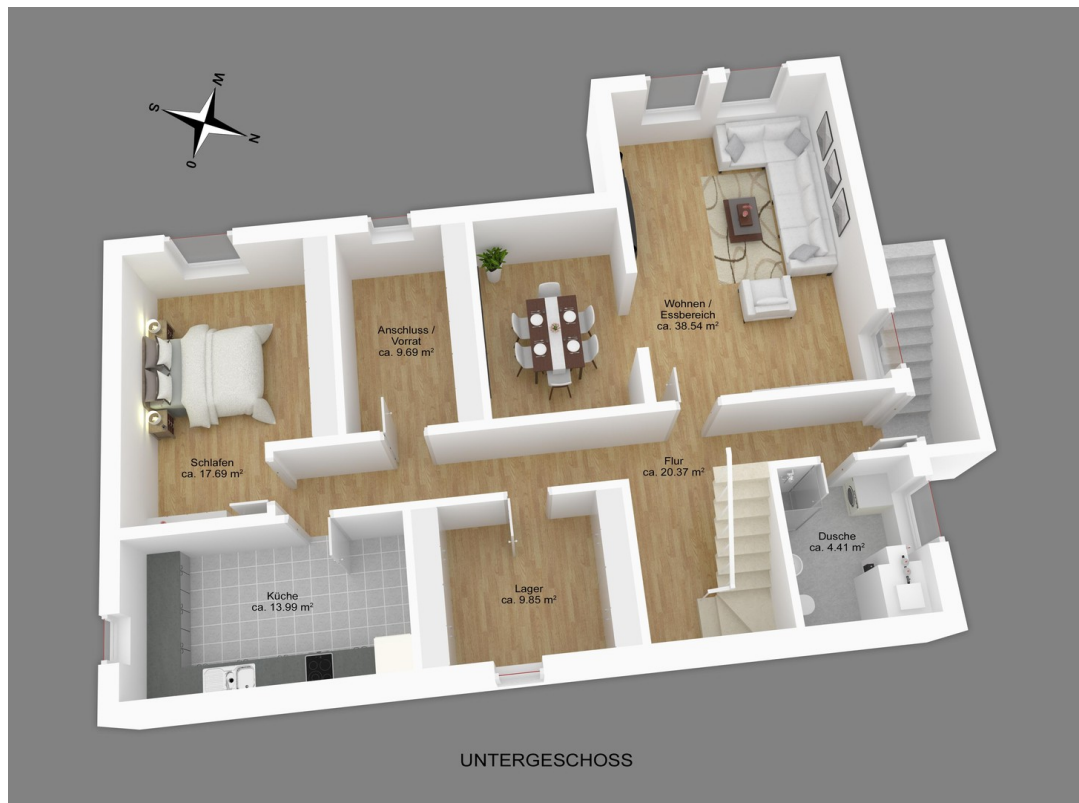 W
S
N
O
Wohnen /
Essbereich
ca. 38.54 m²
Anschluss /
Vorrat
ca. 9.69 m²
Schlafen
ca. 17.69 m²
Flur
ca. 20.37 m²
Dusche
ca. 4.41 m²
Küche
ca. 13.99 m²
Lager
ca. 9.85 m²
UNTERGESCHOSS